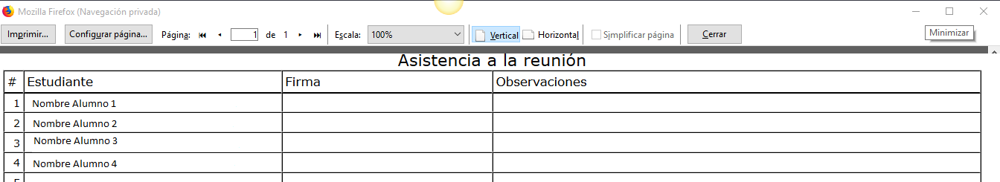 Mozilla Firefox (Navegación privada)
Imprimir... Configurar página... Página: 1 de 1 Escala: 100% Vertical Horizontal Simplificar página Cerrar Minimizar
Asistencia a la reunión
# Estudiante Firma Observaciones
1 Nombre Alumno 1
2 Nombre Alumno 2
3 Nombre Alumno 3
4 Nombre Alumno 4